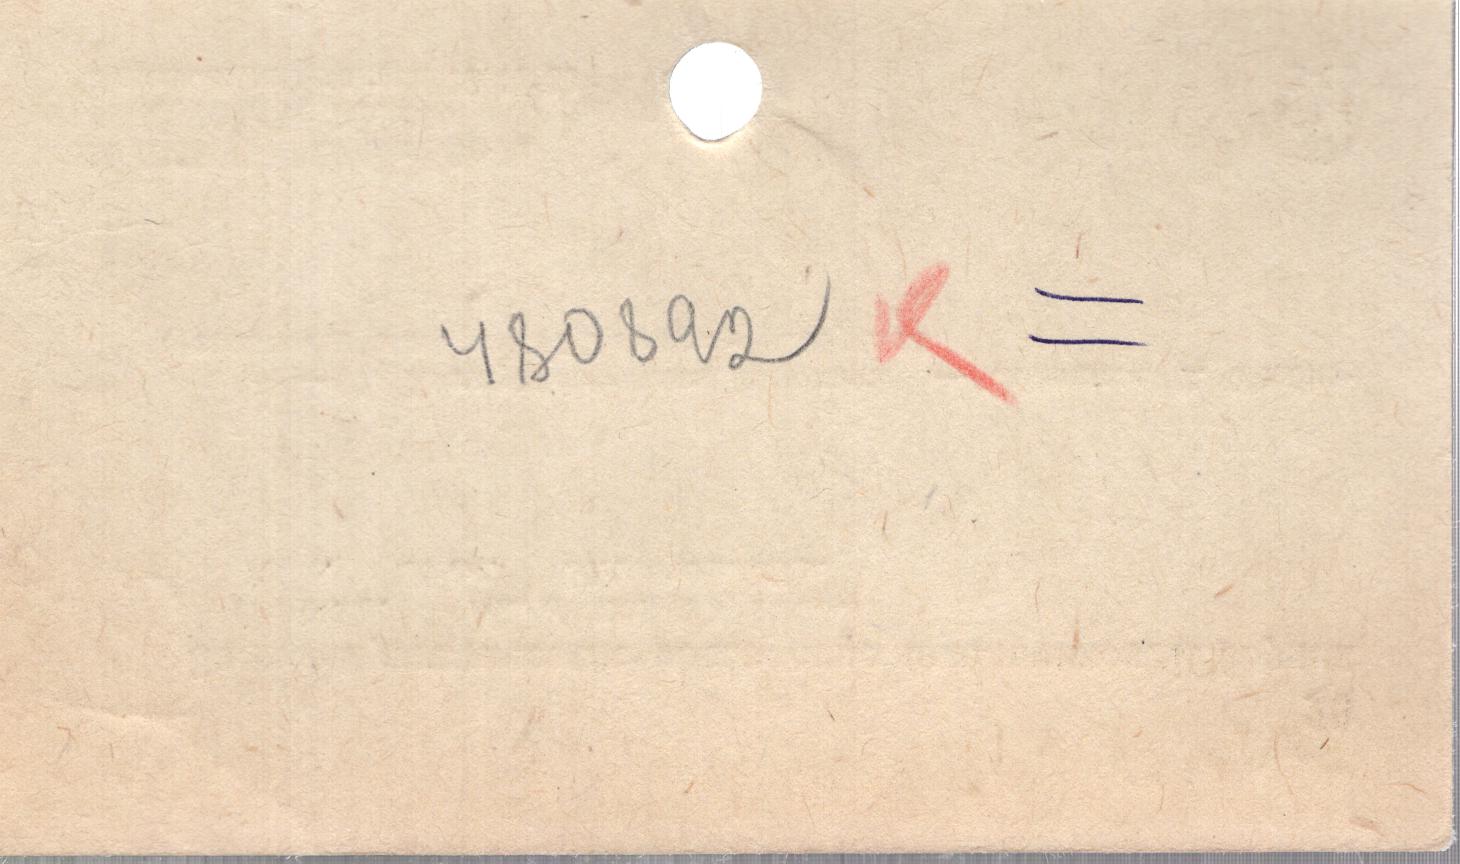 480892 K =